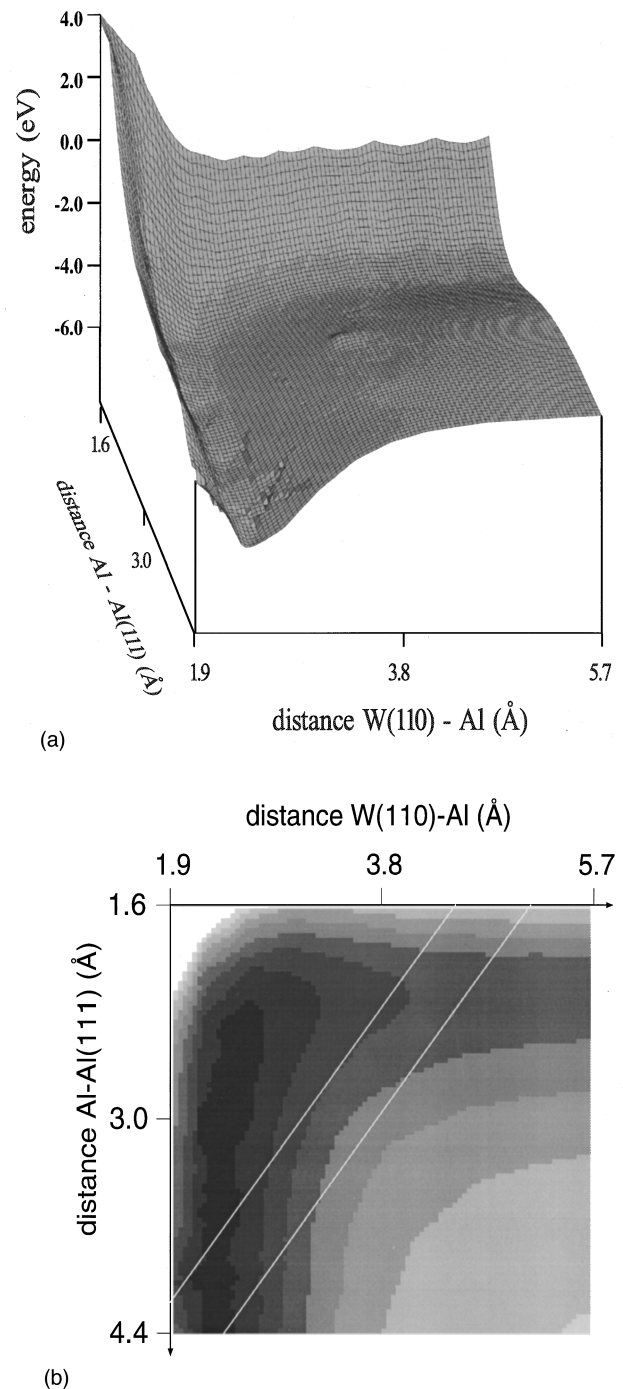 4.0
2.0
0.0
-2.0
-4.0
-6.0
energy (eV)
1.6
3.0
distance Al - Al(111) (Å)
1.9
3.8
5.7
distance W(110) - Al (Å)
(a)
distance W(110)-Al (Å)
1.9
3.8
5.7
1.6
3.0
4.4
distance Al-Al(111) (Å)
(b)